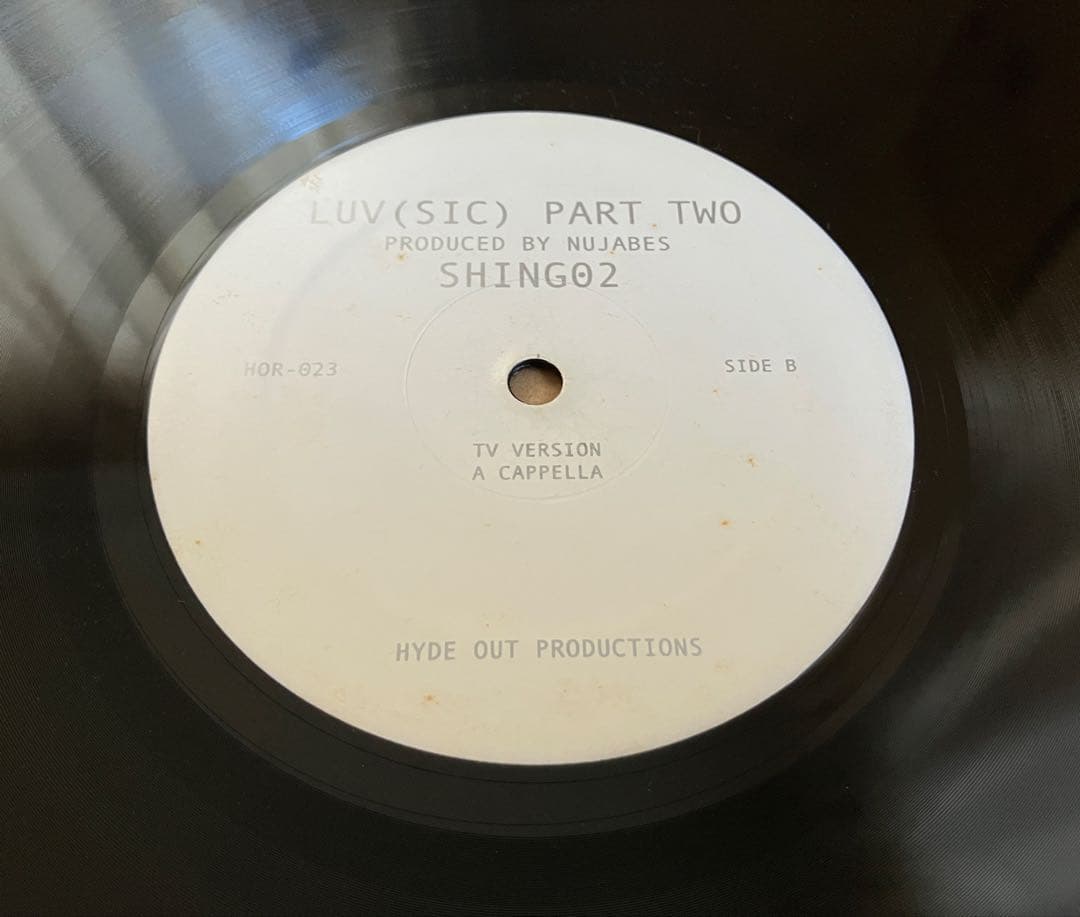 LUV(SIC) PART TWO
PRODUCED BY NUJABES
SHING02
HOR-023
SIDE B
TV VERSION
A CAPPELLA
HYDE OUT PRODUCTIONS